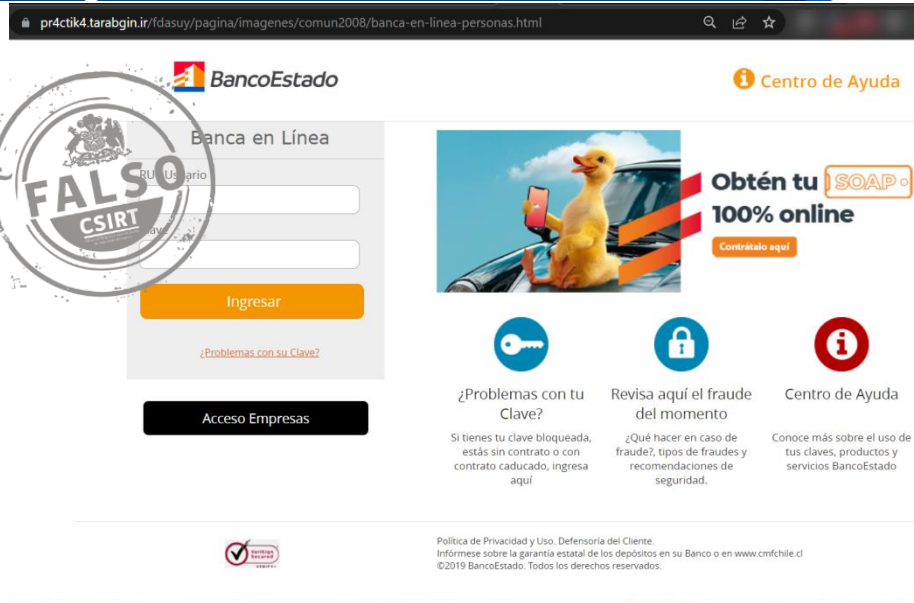 pr4ctik4.tarabgin.ir/fdasuy/pagina/imagenes/comun2008/banca-en-linea-personas.html
BancoEstado
Centro de Ayuda
Banca en Línea
FALSO
CSIRT
Ingresar
¿Problemas con su Clave?
Acceso Empresas
Obtén tu SOAP
100% online
Contrátalo aquí
¿Problemas con tu
Clave?
Si tienes tu clave bloqueada,
estás sin contrato o con
contrato caducado, ingresa
aquí
Revisa aquí el fraude
del momento
¿Qué hacer en caso de
fraude?, tipos de fraudes y
recomendaciones de
seguridad.
Centro de Ayuda
Conoce más sobre el uso de
tus claves, productos y
servicios BancoEstado
VeriSign
Secured
Política de Privacidad y Uso. Defensoría del Cliente.
Infórmese sobre la garantía estatal de los depósitos en su Banco o en www.cmfchile.cl
©2019 BancoEstado. Todos los derechos reservados.